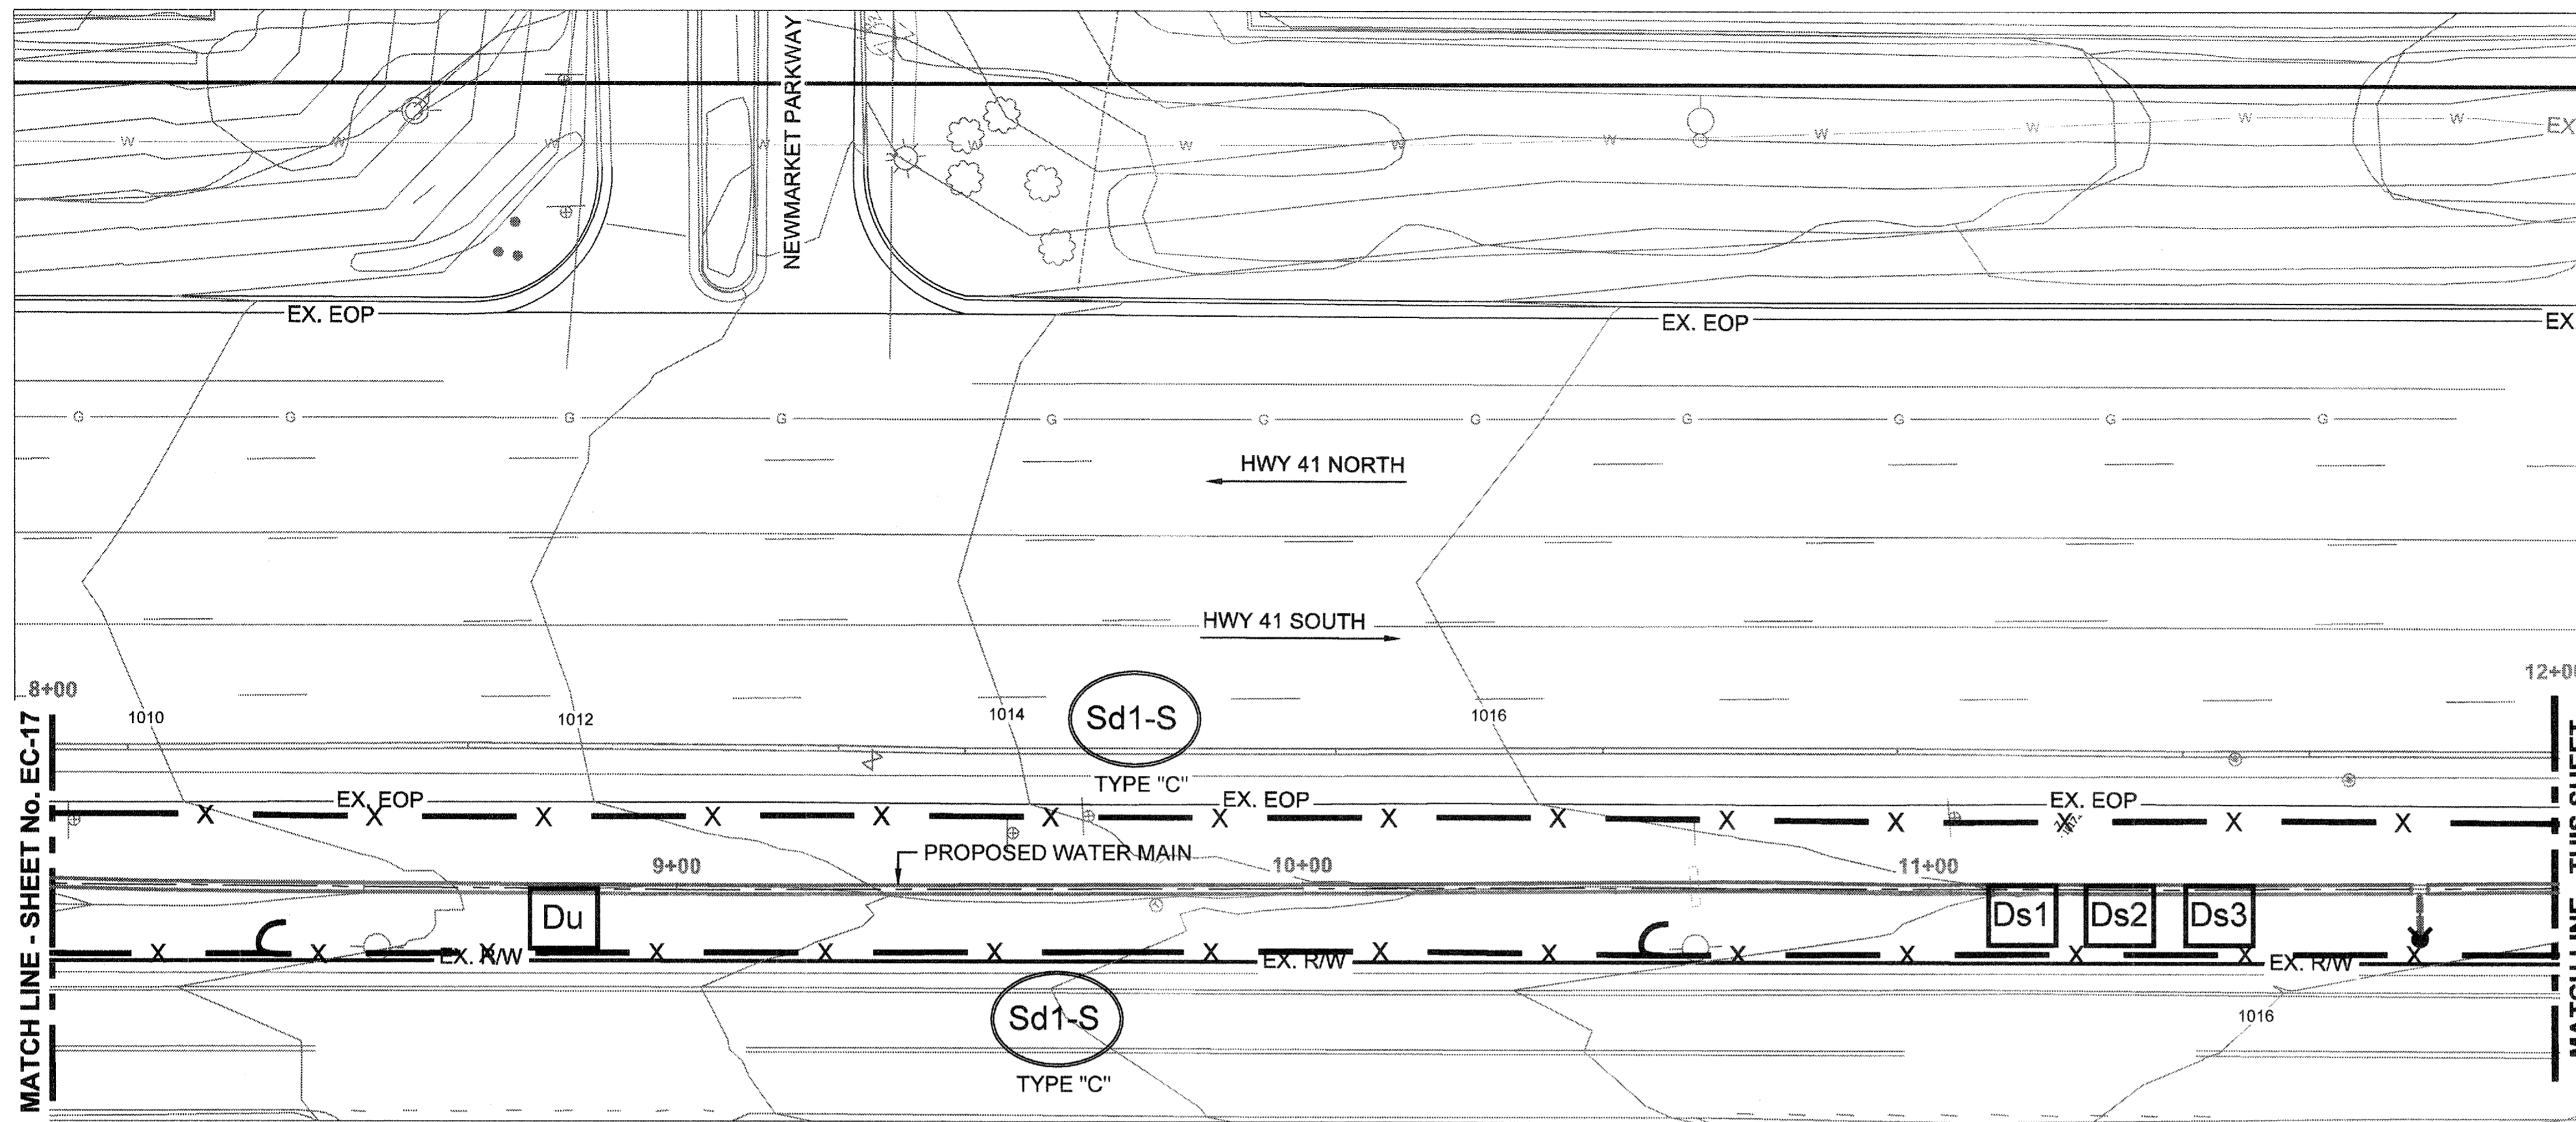 NEWMARKET PARKWAY
W W W W W W W W W W W W
EX
EX. EOP
EX. EOP
EX
G G G G G G G G G G G
HWY 41 NORTH
HWY 41 SOUTH
8+00
12+00
1010
1012
1014
1016
Sd1-S
TYPE "C"
MATCH LINE - SHEET No. EC-17
EX. EOP
EX. EOP
EX. EOP
X X X X X X X X X X X X X X
PROPOSED WATER MAIN
9+00
10+00
11+00
Du
Ds1
Ds2
Ds3
C
C
X X X X X X X X X X X X X X
EX. R/W
EX. R/W
EX. R/W
Sd1-S
TYPE "C"
1016